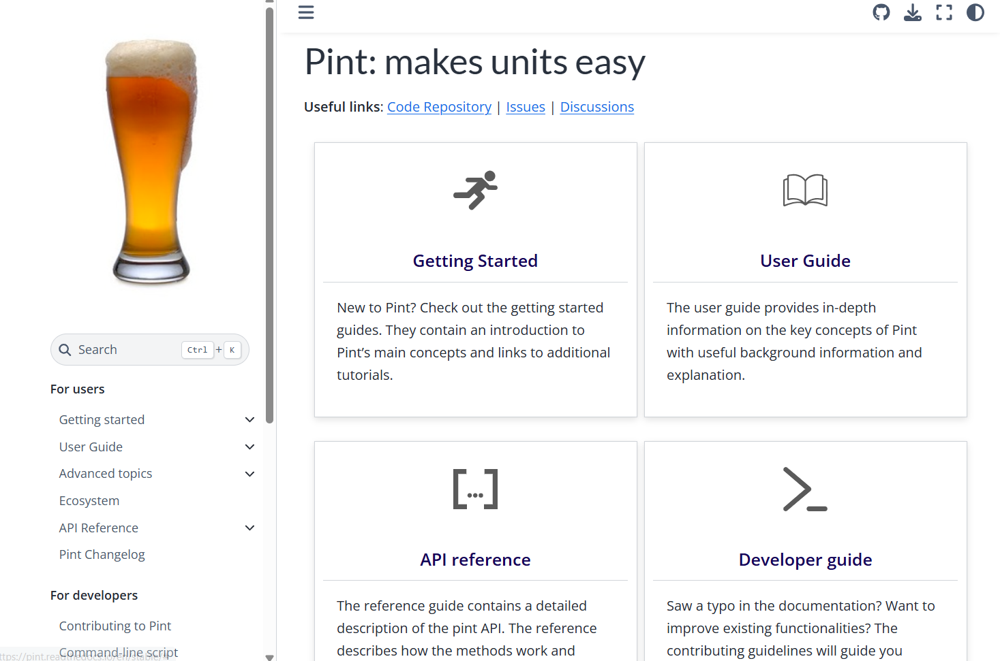 Search Ctrl + K
For users
Getting started
User Guide
Advanced topics
Ecosystem
API Reference
Pint Changelog
For developers
Contributing to Pint
Command-line script
https://pint.readthedocs.io/en/stable/#
Pint: makes units easy
Useful links: Code Repository | Issues | Discussions
Getting Started
New to Pint? Check out the getting started
guides. They contain an introduction to
Pint’s main concepts and links to additional
tutorials.
User Guide
The user guide provides in-depth
information on the key concepts of Pint
with useful background information and
explanation.
API reference
The reference guide contains a detailed
description of the pint API. The reference
describes how the methods work and
Developer guide
Saw a typo in the documentation? Want to
improve existing functionalities? The
contributing guidelines will guide you